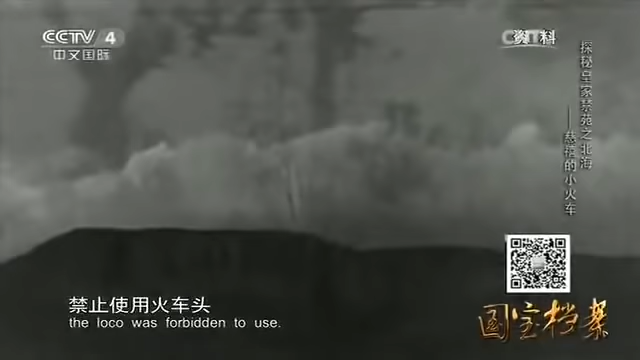 CCTV 4
中文国际
资料
探秘皇家禁苑之北海
——慈禧的小火车
禁止使用火车头
the loco was forbidden to use.
国宝档案